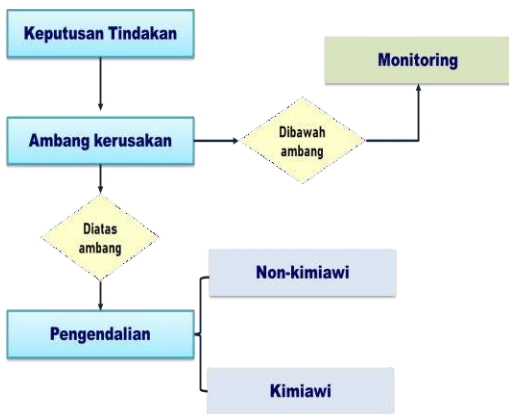 Keputusan Tindakan
Monitoring
Ambang kerusakan
Dibawah
ambang
Diatas
ambang
Non-kimiawi
Pengendalian
Kimiawi